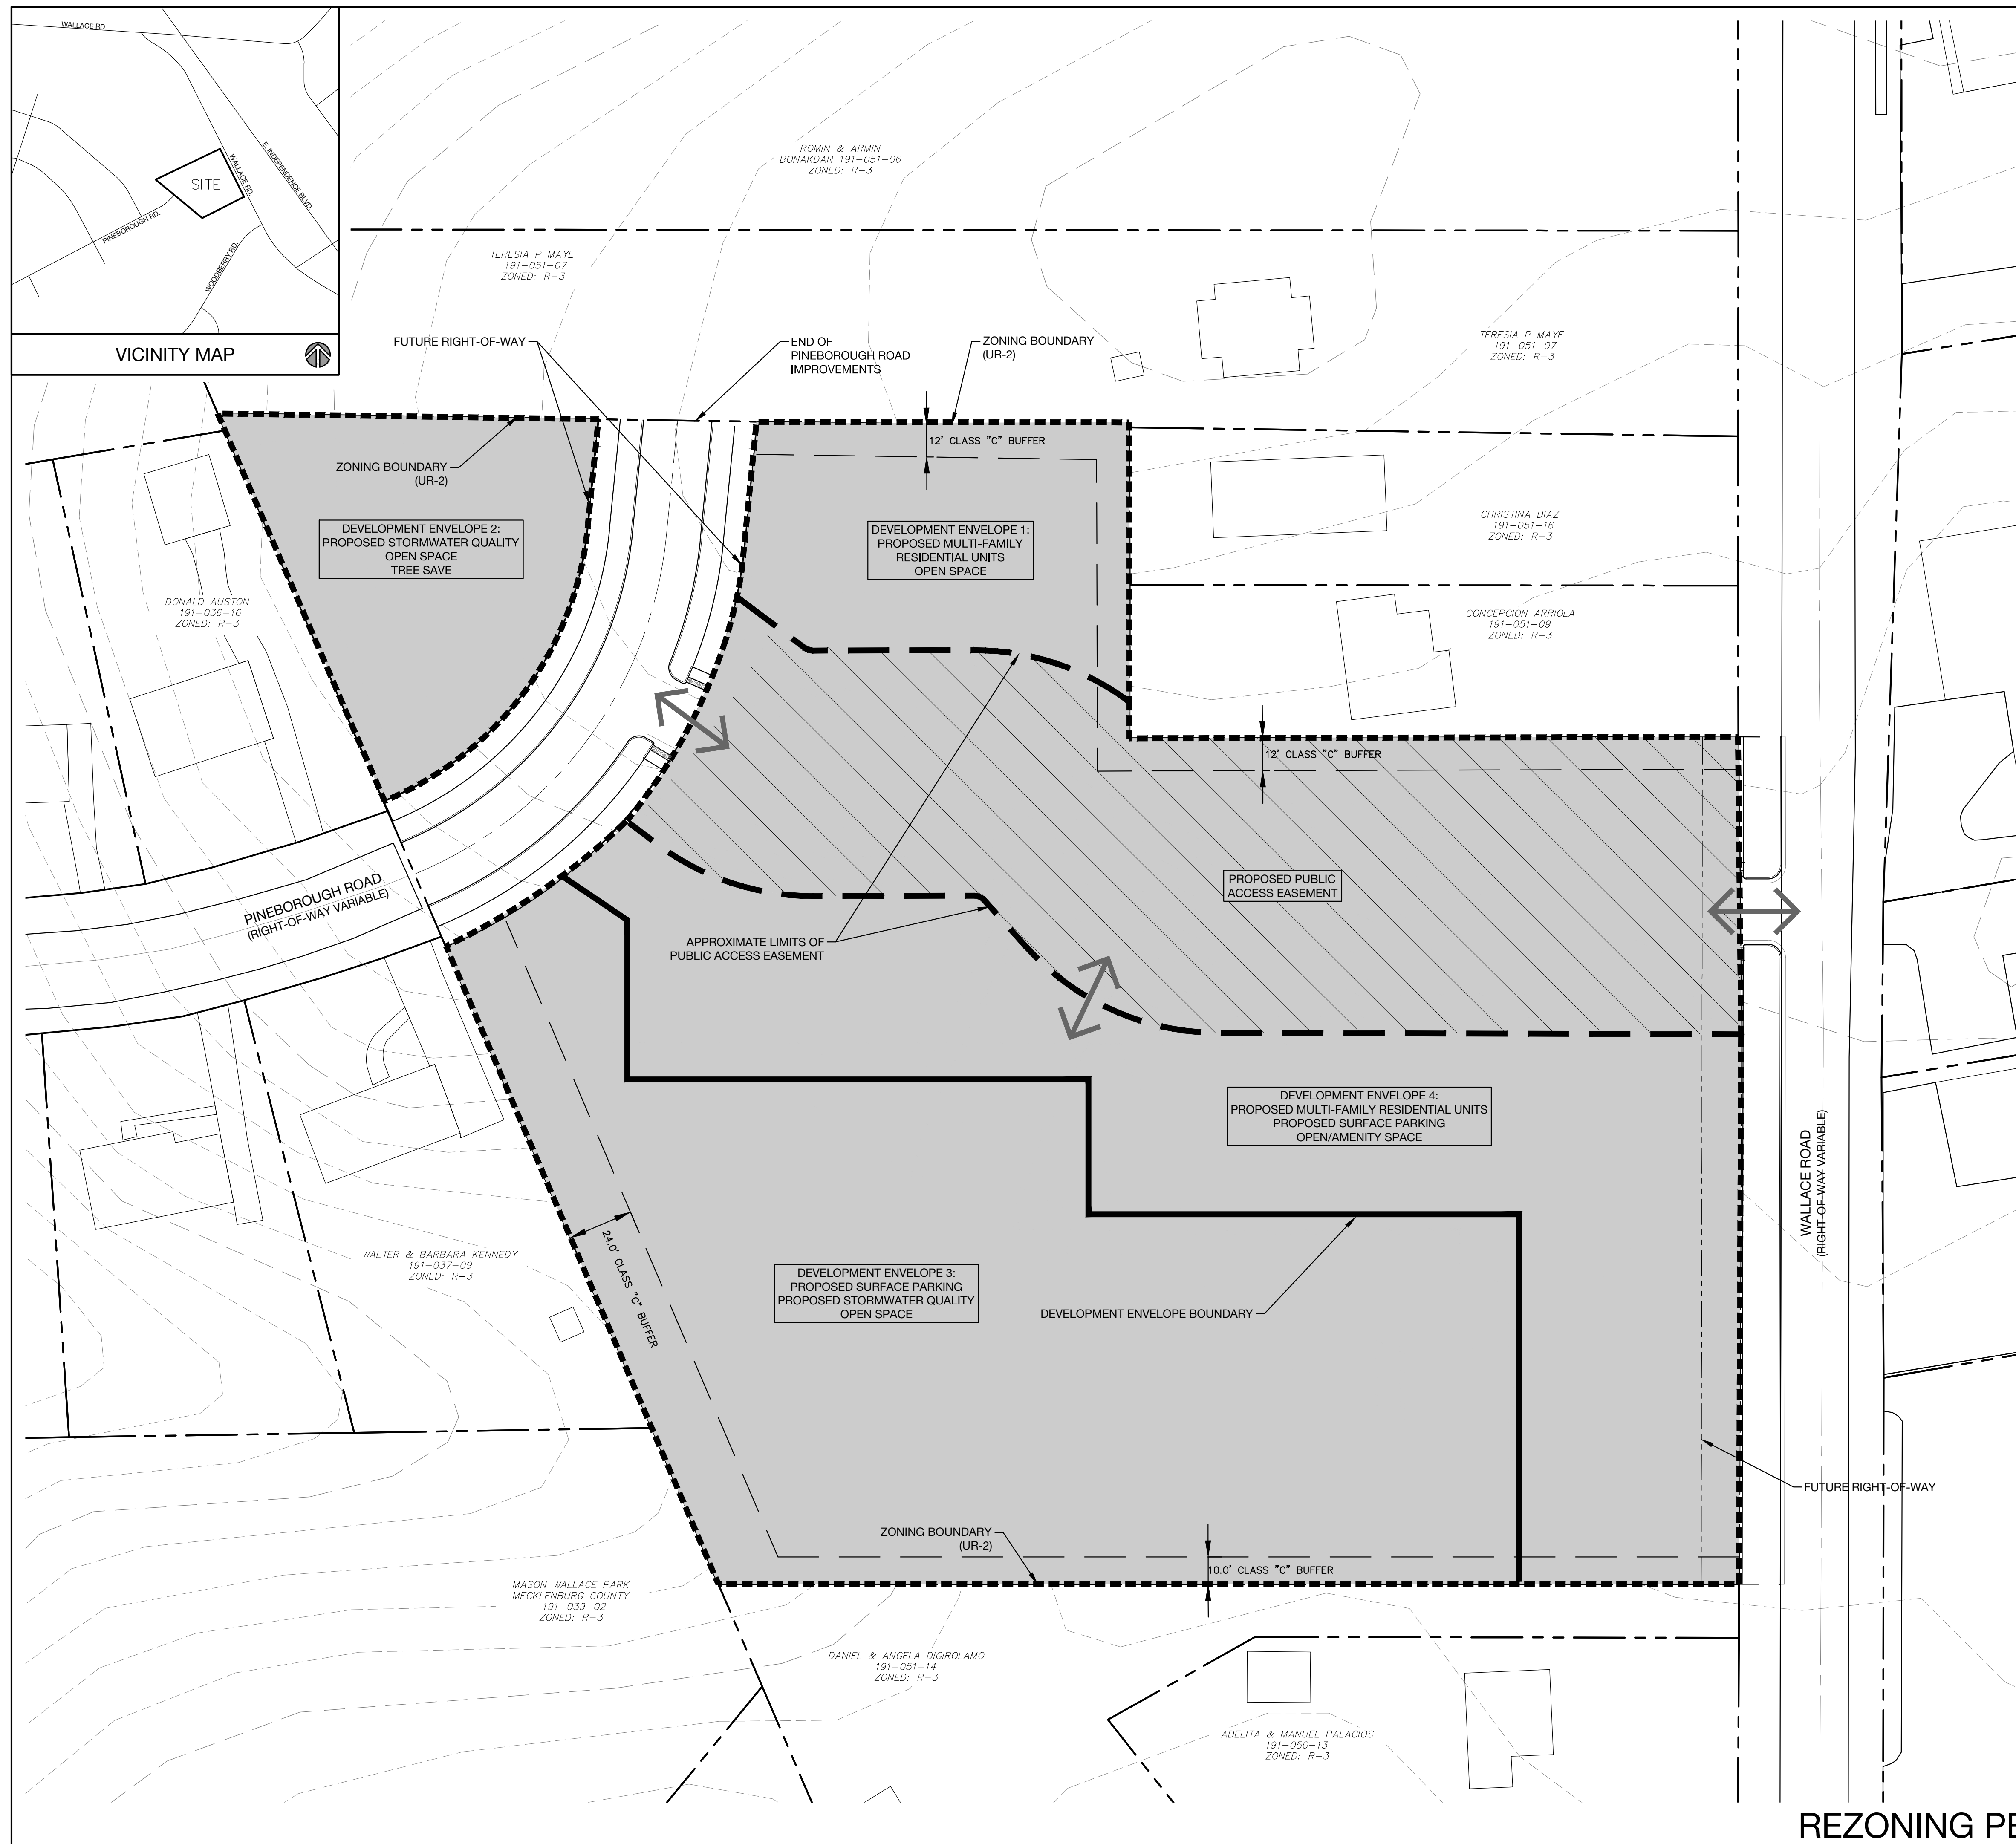 WALLACE RD.
WALLACE RD.
E. INDEPENDENCE BLVD.
SITE
PINEBOROUGH RD.
WOODBERRY RD.
VICINITY MAP
ROMIN & ARMIN
BONAKDAR 191-051-06
ZONED: R-3
TERESIA P MAYE
191-051-07
ZONED: R-3
FUTURE RIGHT-OF-WAY
END OF
PINEBOROUGH ROAD
IMPROVEMENTS
ZONING BOUNDARY
(UR-2)
TERESIA P MAYE
191-051-07
ZONED: R-3
12' CLASS "C" BUFFER
ZONING BOUNDARY
(UR-2)
DEVELOPMENT ENVELOPE 2:
PROPOSED STORMWATER QUALITY
OPEN SPACE
TREE SAVE
DEVELOPMENT ENVELOPE 1:
PROPOSED MULTI-FAMILY
RESIDENTIAL UNITS
OPEN SPACE
CHRISTINA DIAZ
191-051-16
ZONED: R-3
DONALD AUSTON
191-036-16
ZONED: R-3
CONCEPCION ARRIOLA
191-051-09
ZONED: R-3
12' CLASS "C" BUFFER
PINEBOROUGH ROAD
(RIGHT-OF-WAY VARIABLE)
PROPOSED PUBLIC
ACCESS EASEMENT
APPROXIMATE LIMITS OF
PUBLIC ACCESS EASEMENT
DEVELOPMENT ENVELOPE 4:
PROPOSED MULTI-FAMILY RESIDENTIAL UNITS
PROPOSED SURFACE PARKING
OPEN/AMENITY SPACE
WALLACE ROAD
(RIGHT-OF-WAY VARIABLE)
WALTER & BARBARA KENNEDY
191-037-09
ZONED: R-3
24.0' CLASS "C" BUFFER
DEVELOPMENT ENVELOPE 3:
PROPOSED SURFACE PARKING
PROPOSED STORMWATER QUALITY
OPEN SPACE
DEVELOPMENT ENVELOPE BOUNDARY
FUTURE RIGHT-OF-WAY
ZONING BOUNDARY
(UR-2)
10.0' CLASS "C" BUFFER
MASON WALLACE PARK
MECKLENBURG COUNTY
191-039-02
ZONED: R-3
DANIEL & ANGELA DIGIROLAMO
191-051-14
ZONED: R-3
ADELITA & MANUEL PALACIOS
191-050-13
ZONED: R-3
REZONING PE